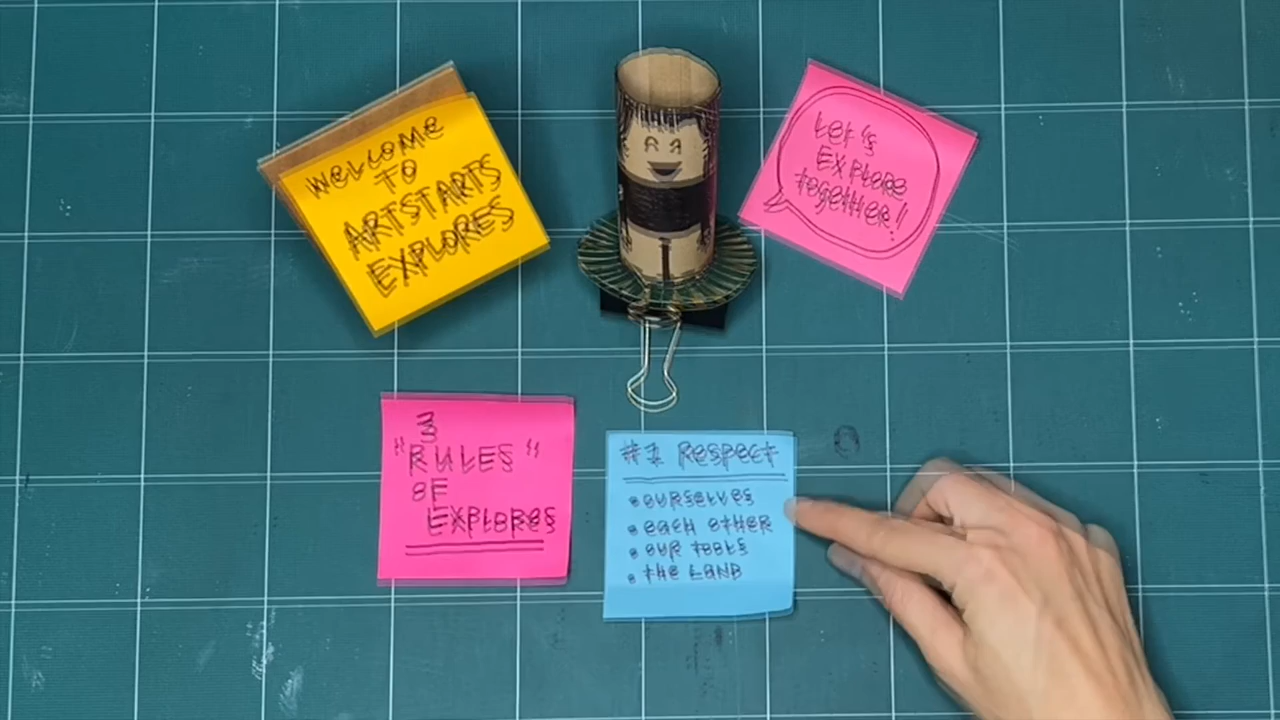 WELCOME
TO
ARTSTARTS
EXPLORES
LET'S
EXPLORE
TOGETHER!
3
"RULES"
OF
EXPLORES
#1 RESPECT
• OURSELVES
• EACH OTHER
• OUR TOOLS
• THE LAND